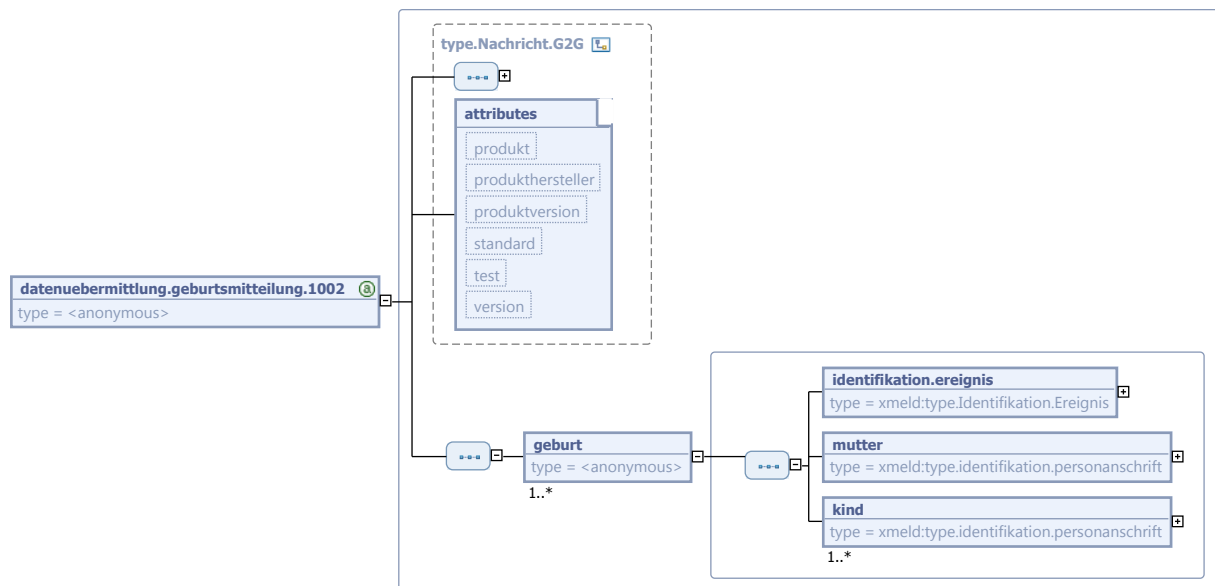 type.Nachricht.G2G
attributes
produkt
produkthersteller
produktversion
standard
test
version
datenuebermittlung.geburtsmitteilung.1002 a
type = <anonymous>
geburt
type = <anonymous>
1..*
identifikation.ereignis
type = xmeld:type.Identifikation.Ereignis
mutter
type = xmeld:type.identifikation.personanschrift
kind
type = xmeld:type.identifikation.personanschrift
1..*